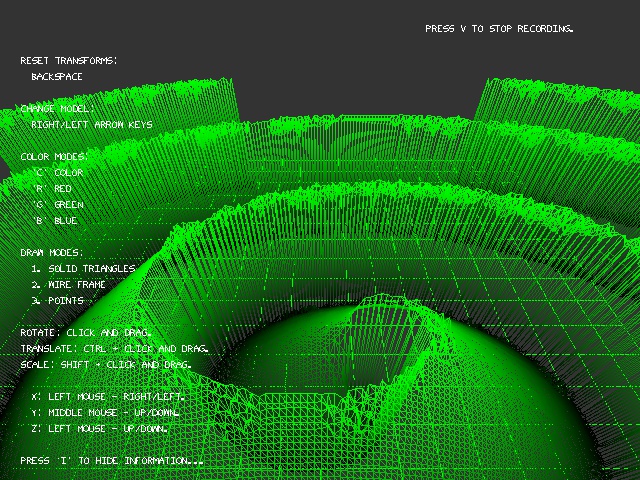 PRESS V TO STOP RECORDING.
RESET TRANSFORMS:
BACKSPACE
CHANGE MODEL:
RIGHT/LEFT ARROW KEYS
COLOR MODES:
'C' COLOR
'R' RED
'G' GREEN
'B' BLUE
DRAW MODES:
1. SOLID TRIANGLES
2. WIRE FRAME
3. POINTS
ROTATE: CLICK AND DRAG.
TRANSLATE: CTRL + CLICK AND DRAG.
SCALE: SHIFT + CLICK AND DRAG.
X: LEFT MOUSE - RIGHT/LEFT.
Y: MIDDLE MOUSE - UP/DOWN.
Z: LEFT MOUSE - UP/DOWN.
PRESS 'I' TO HIDE INFORMATION...